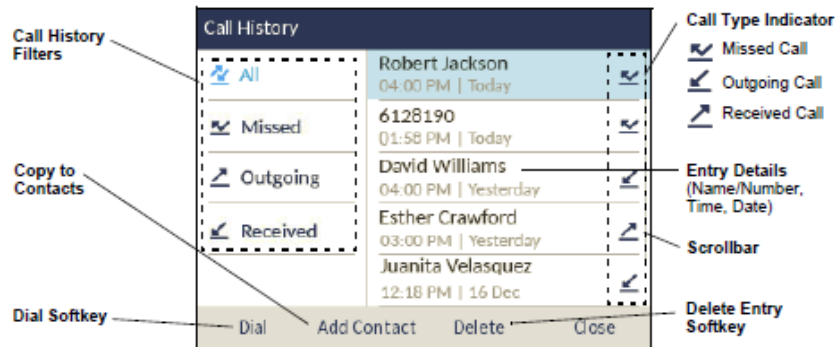 Call History
Filters
Copy to
Contacts
Dial Softkey
Call History
All
Missed
Outgoing
Received
Robert Jackson
04:00 PM | Today
6128190
01:58 PM | Today
David Williams
04:00 PM | Yesterday
Esther Crawford
03:00 PM | Yesterday
Juanita Velasquez
12:18 PM | 16 Dec
Dial Add Contact Delete Close
Call Type Indicator
Missed Call
Outgoing Call
Received Call
Entry Details
(Name/Number,
Time, Date)
Scrollbar
Delete Entry
Softkey